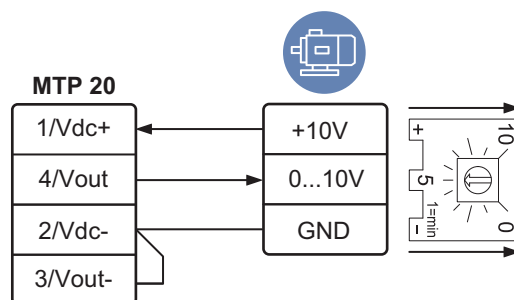 MTP 20
1/Vdc+
4/Vout
2/Vdc-
3/Vout-
+10V
0...10V
GND
+ 5 -
1=min
10
0